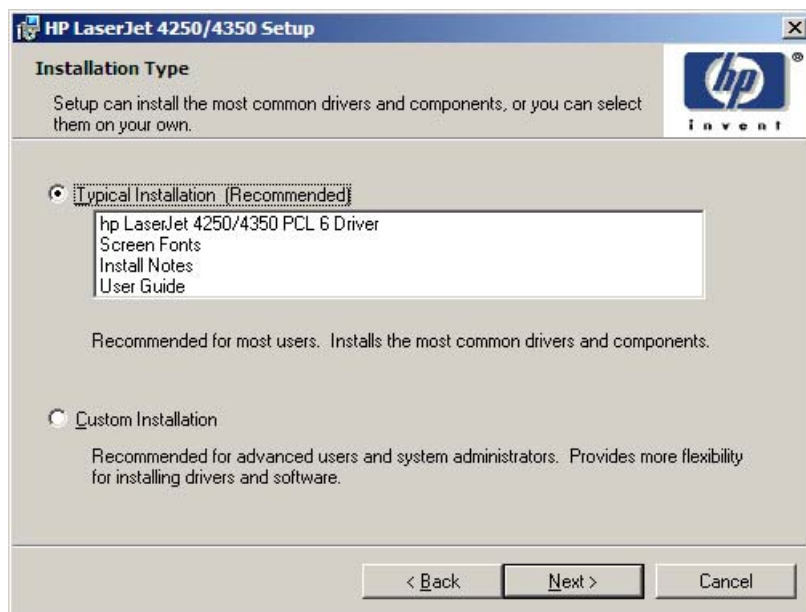 HP LaserJet 4250/4350 Setup
Installation Type
Setup can install the most common drivers and components, or you can select
them on your own.
hp
®
invent
Typical Installation (Recommended)
hp LaserJet 4250/4350 PCL 6 Driver
Screen Fonts
Install Notes
User Guide
Recommended for most users. Installs the most common drivers and components.
Custom Installation
Recommended for advanced users and system administrators. Provides more flexibility
for installing drivers and software.
< Back
Next >
Cancel